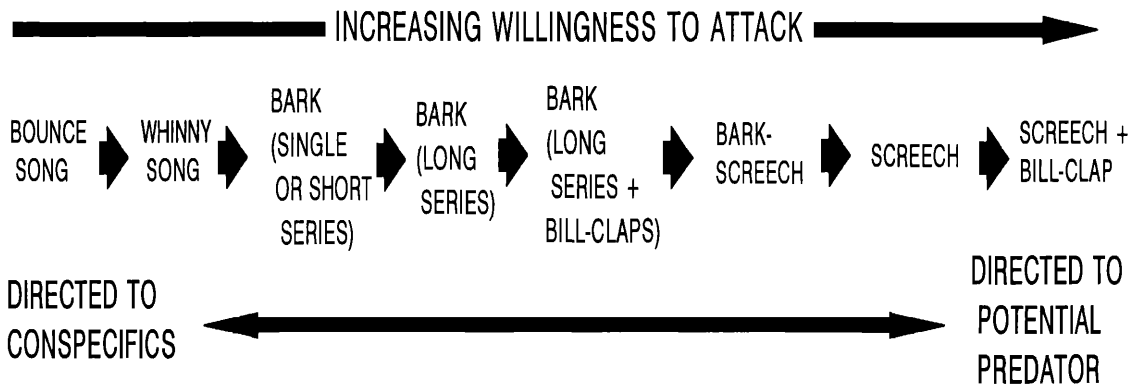 INCREASING WILLINGNESS TO ATTACK
BOUNCE
SONG
WHINNY
SONG
BARK
(SINGLE
OR SHORT
SERIES)
BARK
(LONG
SERIES)
BARK
(LONG
SERIES +
BILL-CLAPS)
BARK-
SCREECH
SCREECH
SCREECH +
BILL-CLAP
DIRECTED TO
CONSPECIFICS
DIRECTED TO
POTENTIAL
PREDATOR